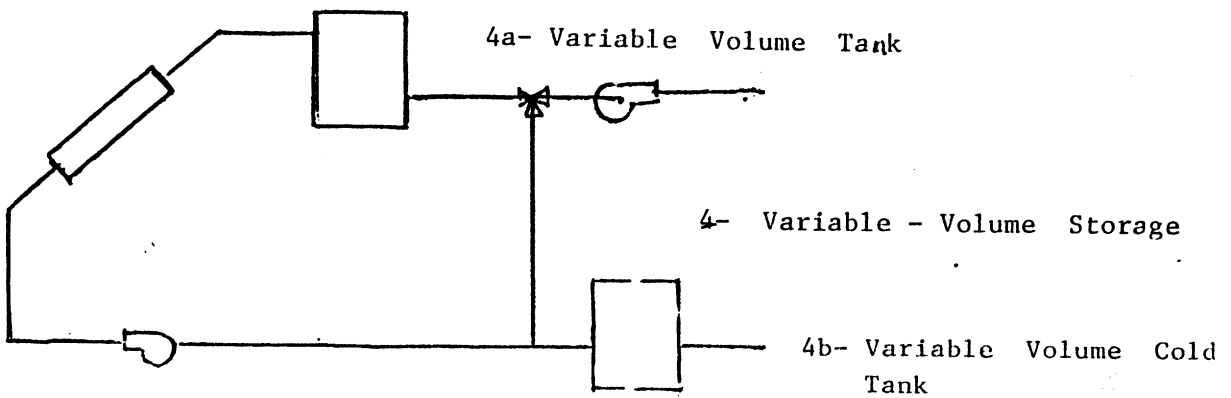 4a- Variable Volume Tank
4- Variable - Volume Storage
4b- Variable Volume Cold
Tank